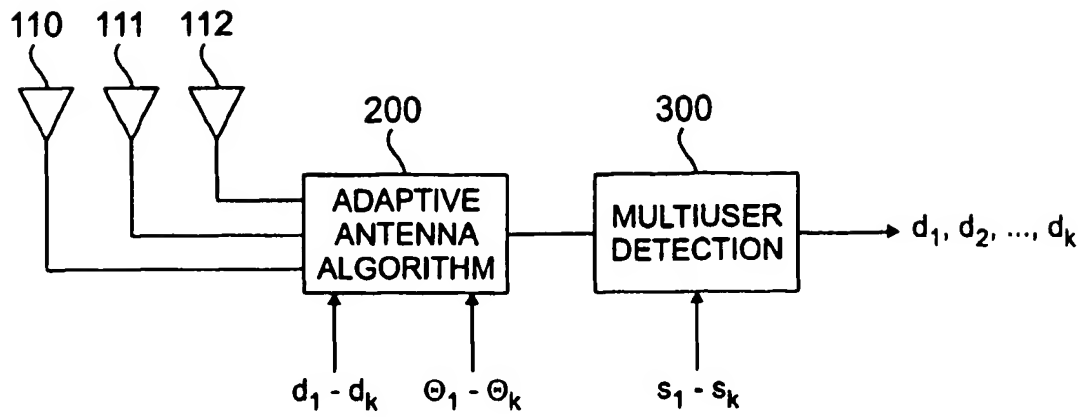 110 111 112
200
300
ADAPTIVE
ANTENNA
ALGORITHM
MULTIUSER
DETECTION
d₁, d₂, ..., dₖ
d₁ - dₖ
Θ₁ - Θₖ
s₁ - sₖ